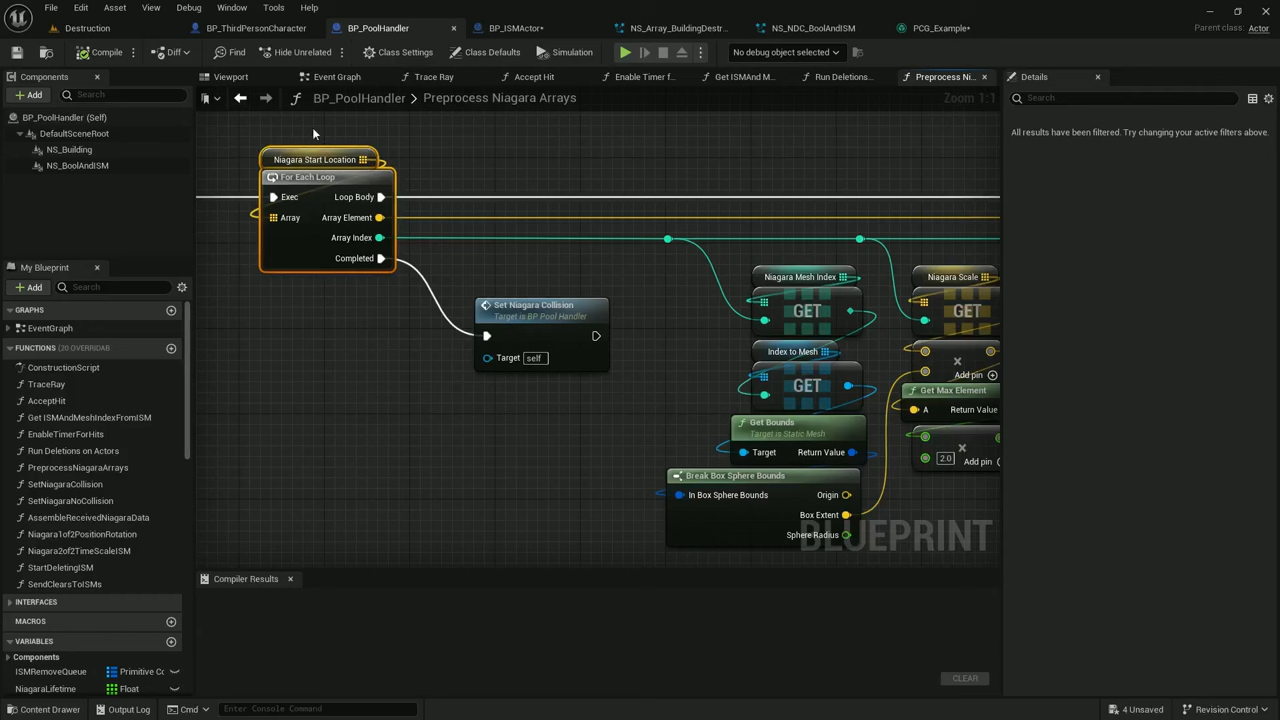 File Edit Asset View Debug Window Tools Help
Destruction BP_ThirdPersonCharacter BP_PoolHandler BP_ISMActor* NS_Array_BuildingDestr... NS_NDC_BoolAndISM PCG_Example* Parent class: Actor
Compile Diff Find Hide Unrelated Class Settings Class Defaults Simulation No debug object selected
Components Viewport Event Graph Trace Ray Accept Hit Enable Timer f... Get ISMAnd M... Run Deletions... Preprocess Ni... Details
Add Search BP_PoolHandler > Preprocess Niagara Arrays Zoom 1:1 Search
BP_PoolHandler (Self)
DefaultSceneRoot
NS_Building
NS_BoolAndISM
All results have been filtered. Try changing your active filters above.
Niagara Start Location
For Each Loop
Exec Loop Body
Array Array Element
Array Index
Completed
Set Niagara Collision
Target is BP Pool Handler
Target self
Niagara Mesh Index
GET
Index to Mesh
GET
Get Bounds
Target is Static Mesh
Target Return Value
Break Box Sphere Bounds
In Box Sphere Bounds Origin
Box Extent
Sphere Radius
Niagara Scale
GET
Add pin
Get Max Element
A Return Value
2.0 Add pin
BLUEPRINT
My Blueprint
Add Search
GRAPHS
EventGraph
FUNCTIONS (20 OVERRIDAB
ConstructionScript
TraceRay
AcceptHit
Get ISMAndMeshIndexFromISM
EnableTimerForHits
Run Deletions on Actors
PreprocessNiagaraArrays
SetNiagaraCollision
SetNiagaraNoCollision
AssembleReceivedNiagaraData
Niagara1of2PositionRotation
Niagara2of2TimeScaleISM
StartDeletingISM
SendClearsToISMs
INTERFACES
MACROS
VARIABLES
Components
ISMRemoveQueue Primitive Cc
NiagaraLifetime Float
Compiler Results
CLEAR
Content Drawer Output Log Cmd Enter Console Command 4 Unsaved Revision Control